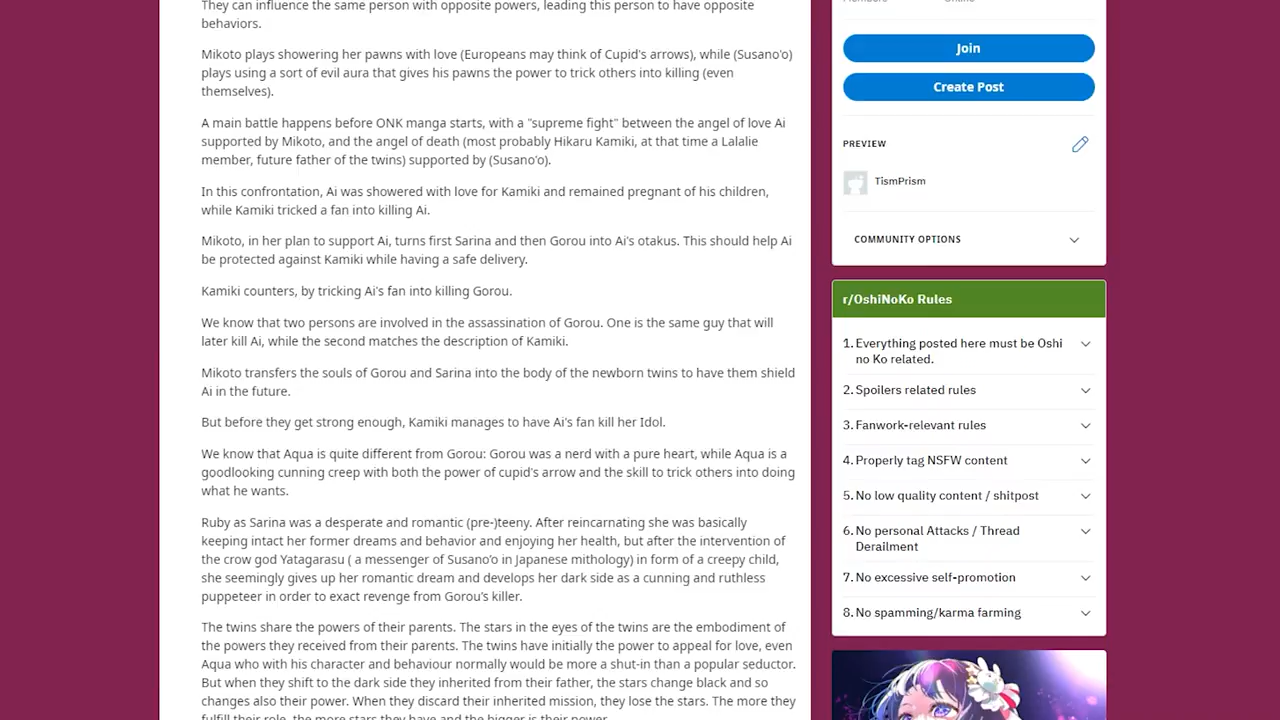 They can influence the same person with opposite powers, leading this person to have opposite
behaviors.
Mikoto plays showering her pawns with love (Europeans may think of Cupid's arrows), while (Susano'o)
plays using a sort of evil aura that gives his pawns the power to trick others into killing (even
themselves).
A main battle happens before ONK manga starts, with a "supreme fight" between the angel of love Ai
supported by Mikoto, and the angel of death (most probably Hikaru Kamiki, at that time a Lalalie
member, future father of the twins) supported by (Susano'o).
In this confrontation, Ai was showered with love for Kamiki and remained pregnant of his children,
while Kamiki tricked a fan into killing Ai.
Mikoto, in her plan to support Ai, turns first Sarina and then Gorou into Ai's otakus. This should help Ai
be protected against Kamiki while having a safe delivery.
Kamiki counters, by tricking Ai's fan into killing Gorou.
We know that two persons are involved in the assassination of Gorou. One is the same guy that will
later kill Ai, while the second matches the description of Kamiki.
Mikoto transfers the souls of Gorou and Sarina into the body of the newborn twins to have them shield
Ai in the future.
But before they get strong enough, Kamiki manages to have Ai's fan kill her Idol.
We know that Aqua is quite different from Gorou: Gorou was a nerd with a pure heart, while Aqua is a
goodlooking cunning creep with both the power of cupid's arrow and the skill to trick others into doing
what he wants.
Ruby as Sarina was a desperate and romantic (pre-)teeny. After reincarnating she was basically
keeping intact her former dreams and behavior and enjoying her health, but after the intervention of
the crow god Yatagarasu ( a messenger of Susano'o in Japanese mithology) in form of a creepy child,
she seemingly gives up her romantic dream and develops her dark side as a cunning and ruthless
puppeteer in order to exact revenge from Gorou's killer.
The twins share the powers of their parents. The stars in the eyes of the twins are the embodiment of
the powers they received from their parents. The twins have initially the power to appeal for love, even
Aqua who with his character and behaviour normally would be more a shut-in than a popular seductor.
But when they shift to the dark side they inherited from their father, the stars change black and so
changes also their power. When they discard their inherited mission, they lose the stars. The more they
fulfill their role, the more stars they have and the bigger is their power.
Members Online
Join
Create Post
PREVIEW
TismPrism
COMMUNITY OPTIONS
r/OshiNoKo Rules
1. Everything posted here must be Oshi
no Ko related.
2. Spoilers related rules
3. Fanwork-relevant rules
4. Properly tag NSFW content
5. No low quality content / shitpost
6. No personal Attacks / Thread
Derailment
7. No excessive self-promotion
8. No spamming/karma farming